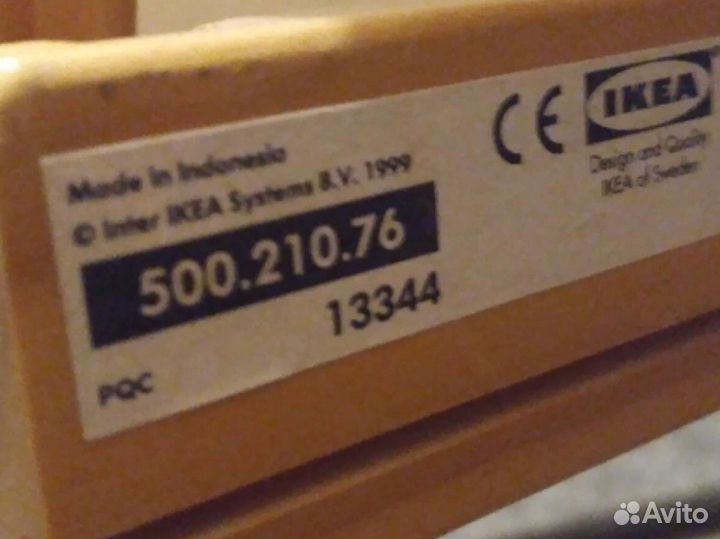 Made in Indonesia
© Inter IKEA Systems B.V. 1999
500.210.76
13344
PQC
CE
IKEA
Design and Quality
IKEA of Sweden
Avito